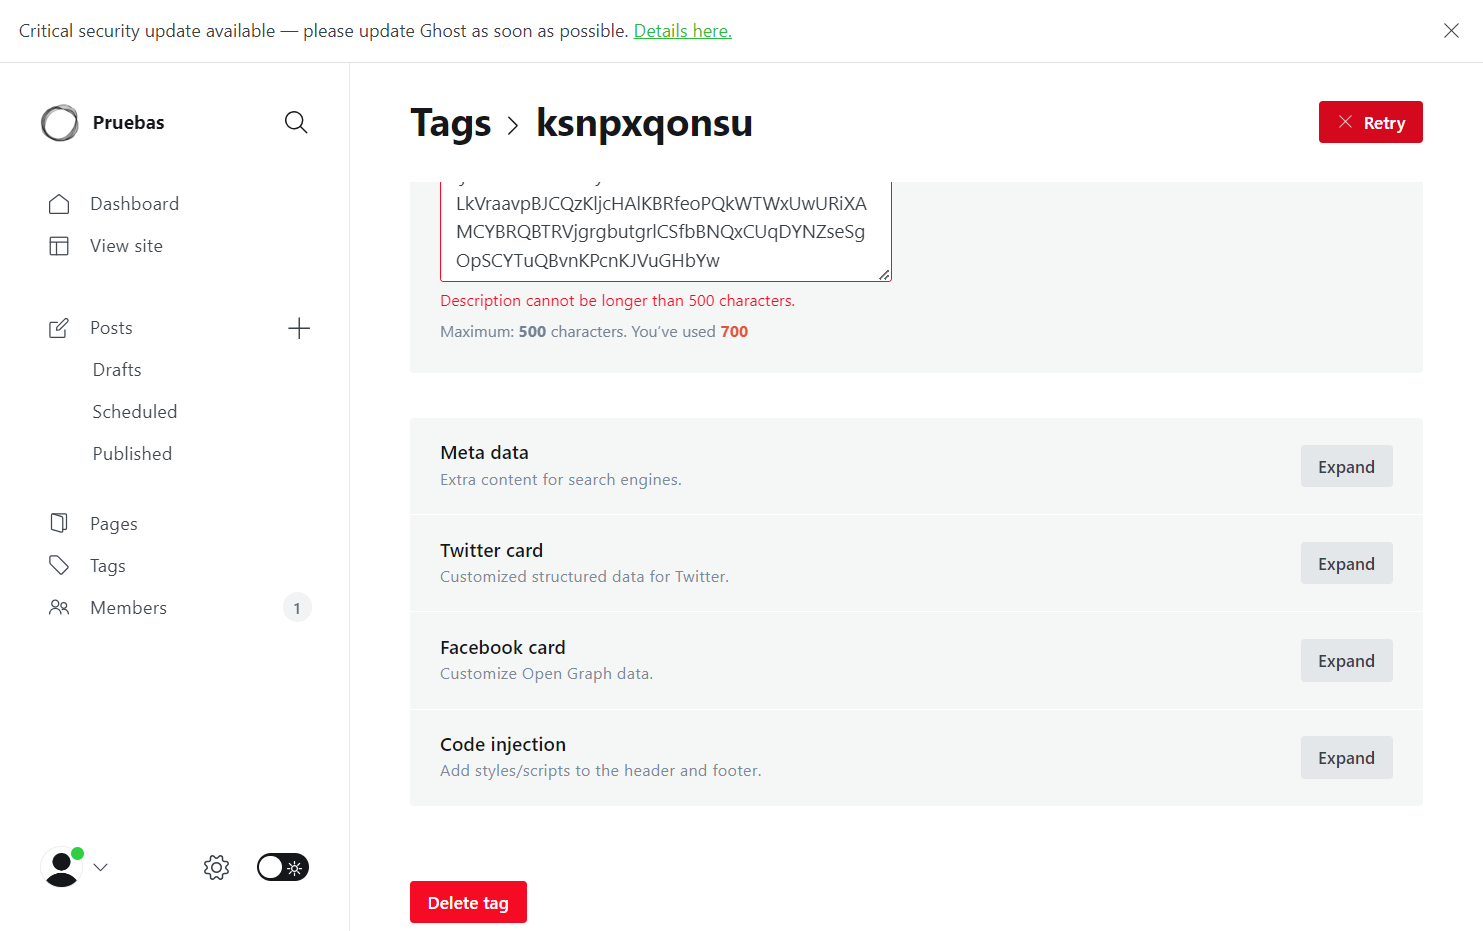 Critical security update available — please update Ghost as soon as possible. Details here.
Pruebas
Dashboard
View site
Posts
Drafts
Scheduled
Published
Pages
Tags
Members
1
Tags > ksnpxqonsu
Retry
LkVraavpBJCQzKljcHAlKBRfeoPQkWTWxUwURiXA
MCYBRQBTRVjgrgbutgrlCSfbBNQxCUqDYNZseSg
OpSCYTuQBvnKPcnKJVuGHbYw
Description cannot be longer than 500 characters.
Maximum: 500 characters. You’ve used 700
Meta data
Extra content for search engines.
Expand
Twitter card
Customized structured data for Twitter.
Expand
Facebook card
Customize Open Graph data.
Expand
Code injection
Add styles/scripts to the header and footer.
Expand
Delete tag